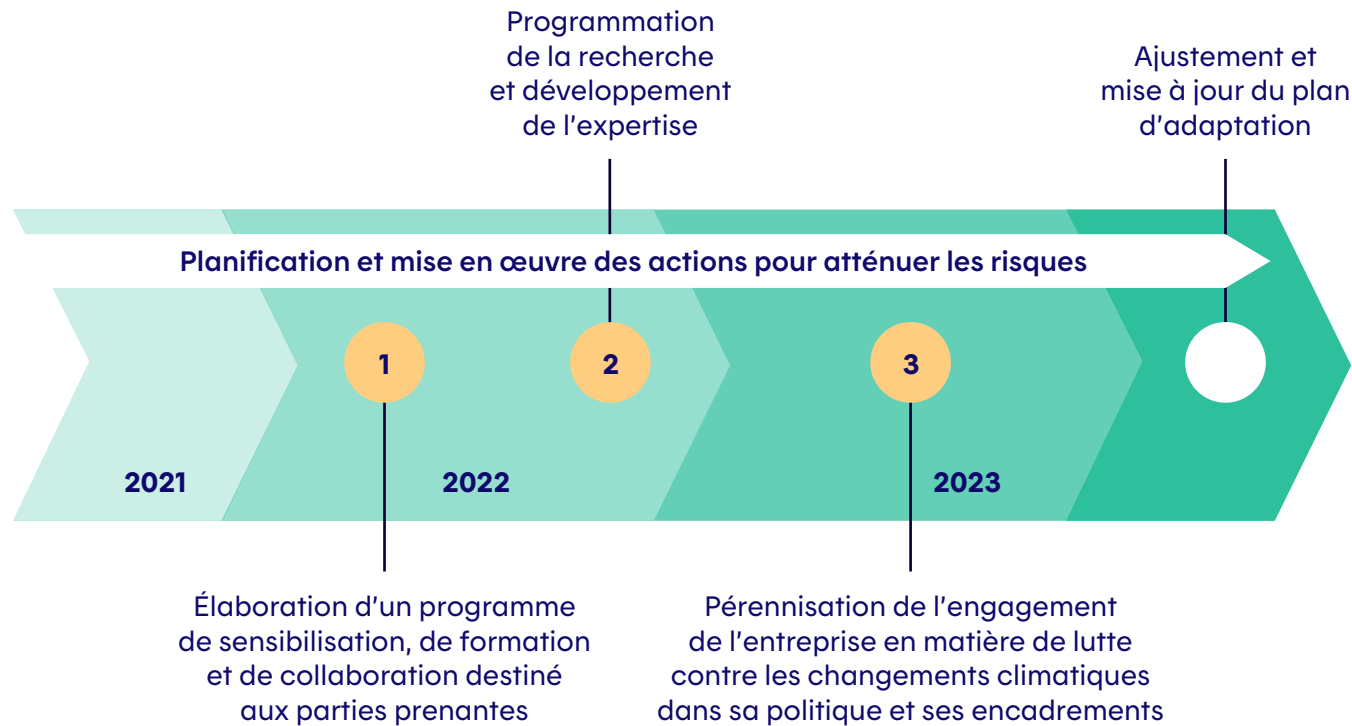 Programmation
de la recherche
et développement
de l'expertise
Ajustement et
mise à jour du plan
d'adaptation
Planification et mise en œuvre des actions pour atténuer les risques
1
2
3
2021
2022
2023
Élaboration d'un programme
de sensibilisation, de formation
et de collaboration destiné
aux parties prenantes
Pérennisation de l'engagement
de l'entreprise en matière de lutte
contre les changements climatiques
dans sa politique et ses encadrements